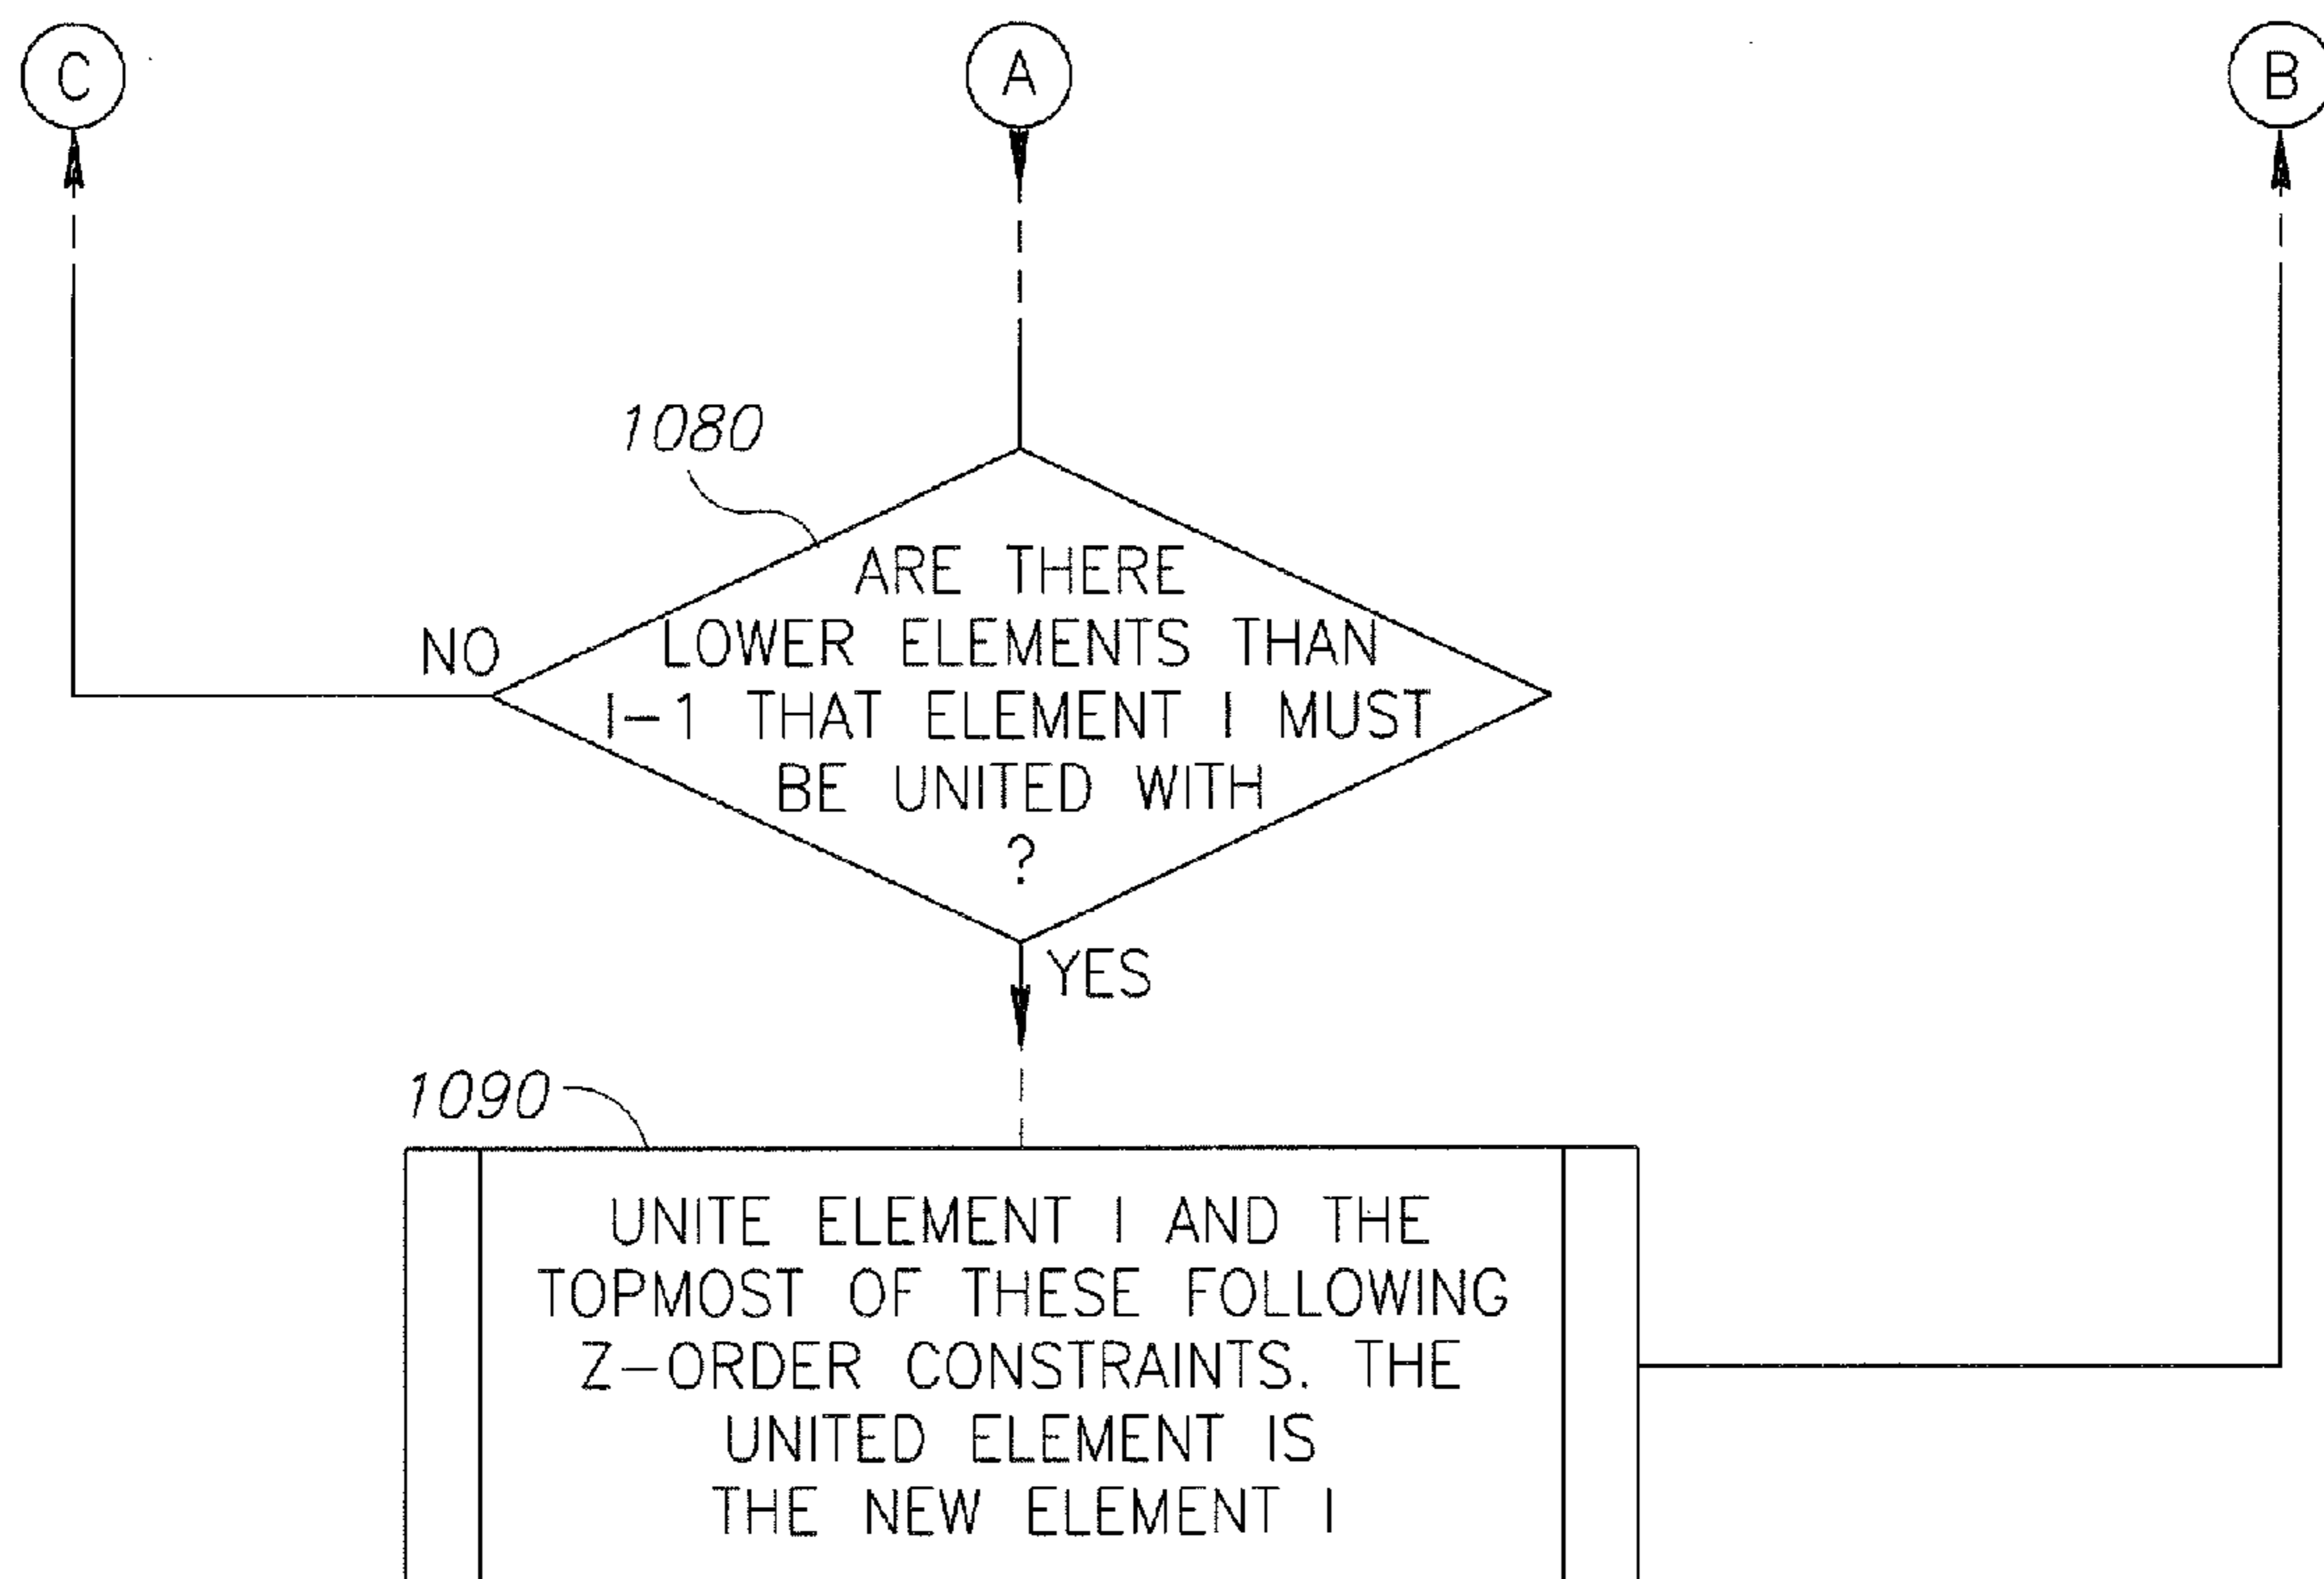 C
A
B
1080
ARE THERE
LOWER ELEMENTS THAN
I-1 THAT ELEMENT I MUST
BE UNITED WITH
?
NO
YES
1090
UNITE ELEMENT I AND THE
TOPMOST OF THESE FOLLOWING
Z-ORDER CONSTRAINTS. THE
UNITED ELEMENT IS
THE NEW ELEMENT I